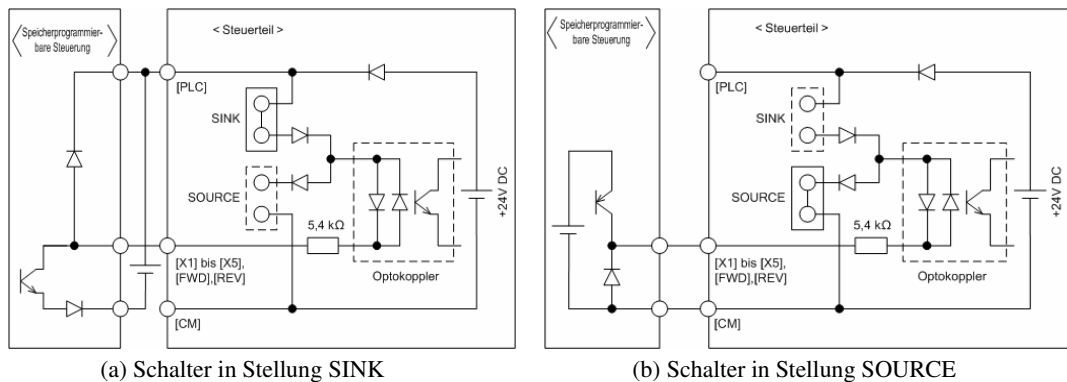 Speicherprogrammier-
bare Steuerung
< Steuerteil >
[PLC]
SINK
SOURCE
5,4 kΩ
+24V DC
Optokoppler
[X1] bis [X5],
[FWD],[REV]
[CM]
(a) Schalter in Stellung SINK
Speicherprogrammier-
bare Steuerung
< Steuerteil >
[PLC]
SINK
SOURCE
5,4 kΩ
+24V DC
Optokoppler
[X1] bis [X5],
[FWD],[REV]
[CM]
(b) Schalter in Stellung SOURCE